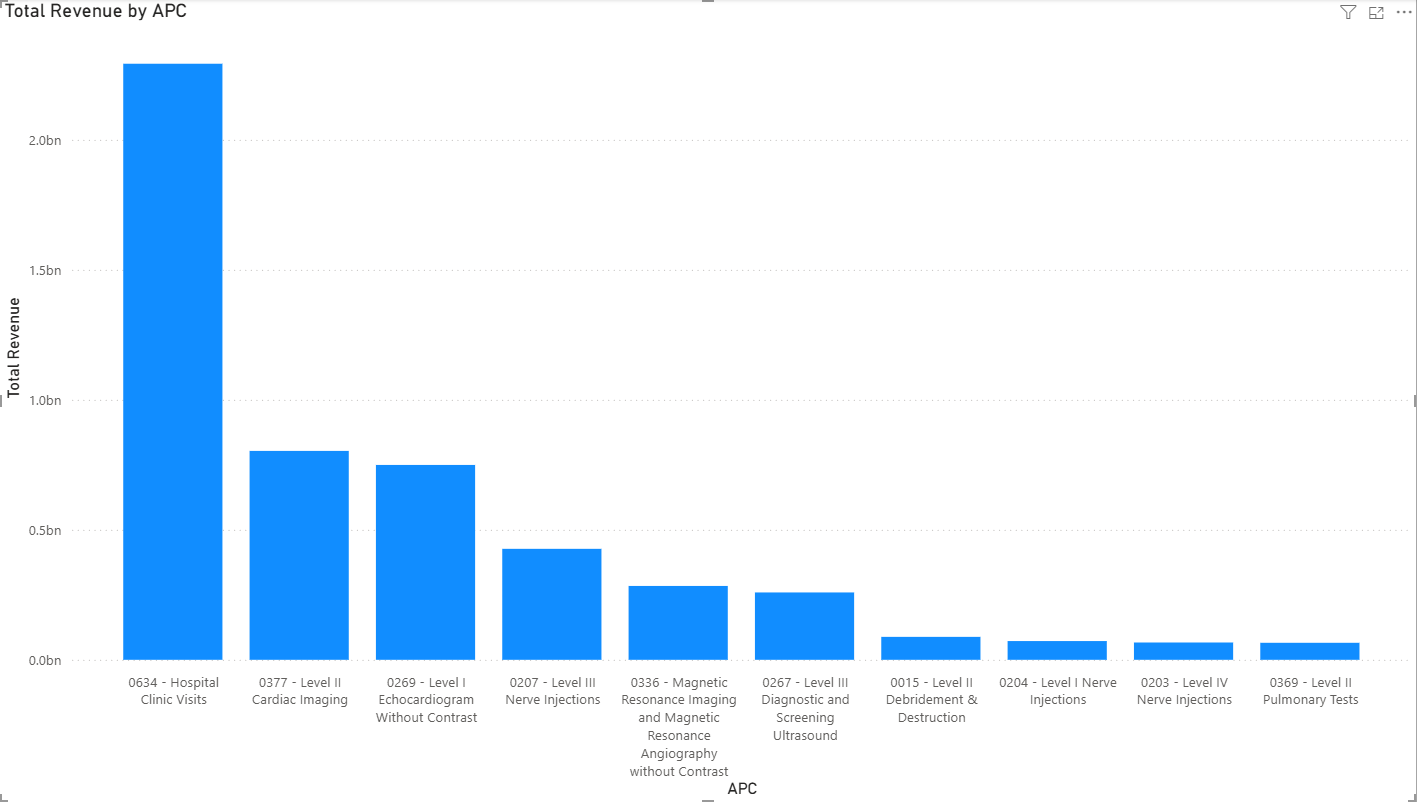 Total Revenue by APC
2.0bn
1.5bn
1.0bn
0.5bn
0.0bn
Total Revenue
0634 - Hospital
Clinic Visits
0377 - Level II
Cardiac Imaging
0269 - Level I
Echocardiogram
Without Contrast
0207 - Level III
Nerve Injections
0336 - Magnetic
Resonance Imaging
and Magnetic
Resonance
Angiography
without Contrast
0267 - Level III
Diagnostic and
Screening
Ultrasound
0015 - Level II
Debridement &
Destruction
0204 - Level I Nerve
Injections
0203 - Level IV
Nerve Injections
0369 - Level II
Pulmonary Tests
APC